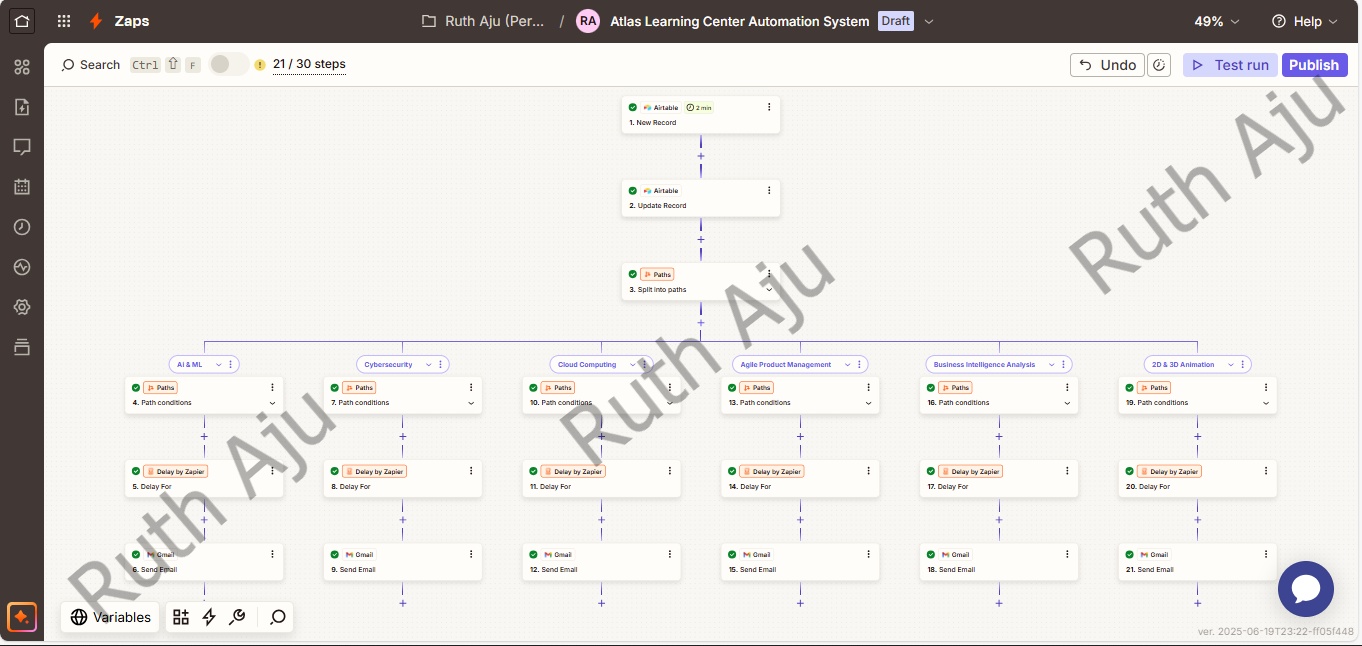 Zaps
Ruth Aju (Per... / RA Atlas Learning Center Automation System Draft
49% Help
Search Ctrl ⇧ F 21 / 30 steps
Undo Test run Publish
Airtable 2 min
1. New Record
Airtable
2. Update Record
Paths
3. Split into paths
AI & ML Cybersecurity Cloud Computing Agile Product Management Business Intelligence Analysis 2D & 3D Animation
Paths Paths Paths Paths Paths Paths
4. Path conditions 7. Path conditions 10. Path conditions 13. Path conditions 16. Path conditions 19. Path conditions
Delay by Zapier Delay by Zapier Delay by Zapier Delay by Zapier Delay by Zapier Delay by Zapier
5. Delay For 8. Delay For 11. Delay For 14. Delay For 17. Delay For 20. Delay For
Gmail Gmail Gmail Gmail Gmail Gmail
6. Send Email 9. Send Email 12. Send Email 15. Send Email 18. Send Email 21. Send Email
Variables
ver. 2025-06-19T23:22-ff05f448
Ruth Aju
Ruth Aju
Ruth Aju